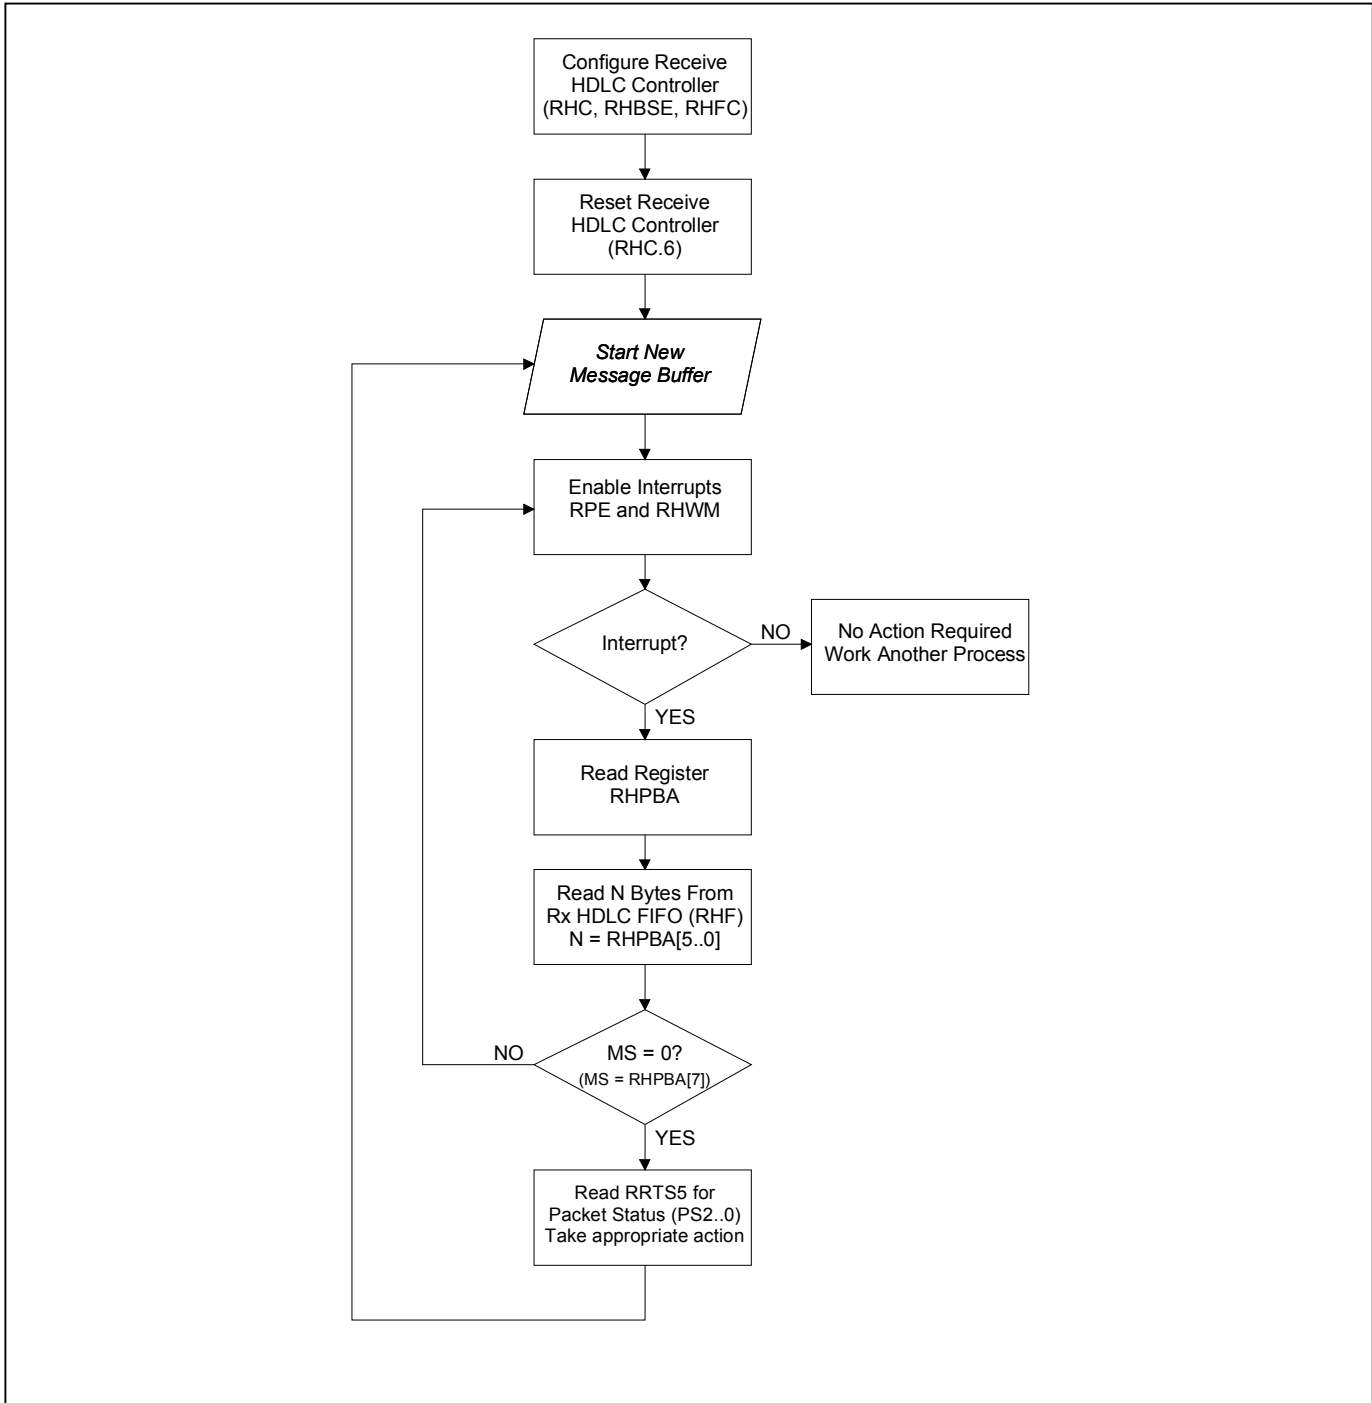 Configure Receive
HDLC Controller
(RHC, RHBSE, RHFC)
Reset Receive
HDLC Controller
(RHC.6)
Start New
Message Buffer
Enable Interrupts
RPE and RHWM
Interrupt?
NO
No Action Required
Work Another Process
YES
Read Register
RHPBA
Read N Bytes From
Rx HDLC FIFO (RHF)
N = RHPBA[5..0]
NO
MS = 0?
(MS = RHPBA[7])
YES
Read RRTS5 for
Packet Status (PS2..0)
Take appropriate action